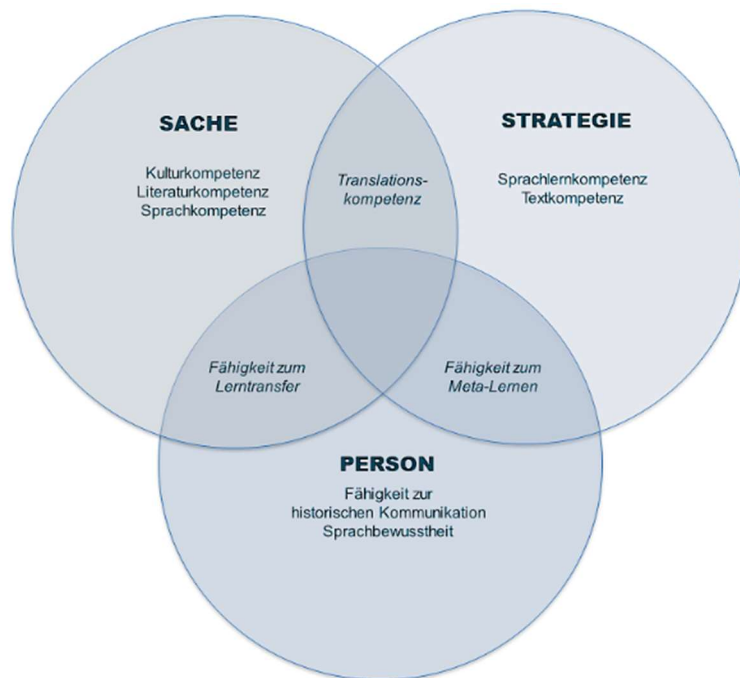 SACHE
Kulturkompetenz
Literaturkompetenz
Sprachkompetenz
Translations-
kompetenz
STRATEGIE
Sprachlernkompetenz
Textkompetenz
Fähigkeit zum
Lerntransfer
Fähigkeit zum
Meta-Lernen
PERSON
Fähigkeit zur
historischen Kommunikation
Sprachbewusstheit